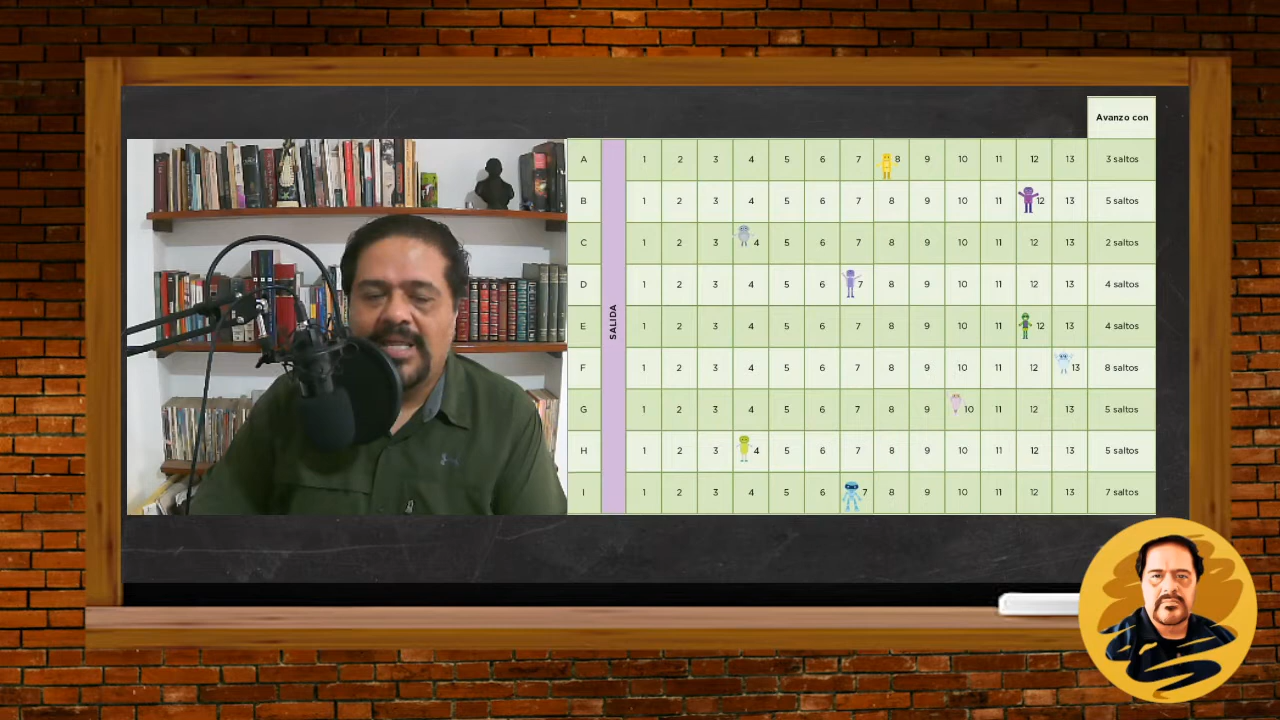 Avanzo con
A 1 2 3 4 5 6 7 8 9 10 11 12 13 3 saltos
B 1 2 3 4 5 6 7 8 9 10 11 12 13 5 saltos
C 1 2 3 4 5 6 7 8 9 10 11 12 13 2 saltos
D 1 2 3 4 5 6 7 8 9 10 11 12 13 4 saltos
SALIDA
E 1 2 3 4 5 6 7 8 9 10 11 12 13 4 saltos
F 1 2 3 4 5 6 7 8 9 10 11 12 13 8 saltos
G 1 2 3 4 5 6 7 8 9 10 11 12 13 5 saltos
H 1 2 3 4 5 6 7 8 9 10 11 12 13 5 saltos
I 1 2 3 4 5 6 7 8 9 10 11 12 13 7 saltos